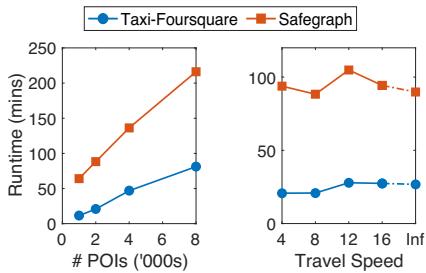 Taxi-Foursquare Safegraph
Runtime (mins)
250
200
150
100
50
0
0 2 4 6 8
# POIs ('000s)
100
50
0
4 8 12 16 Inf
Travel Speed